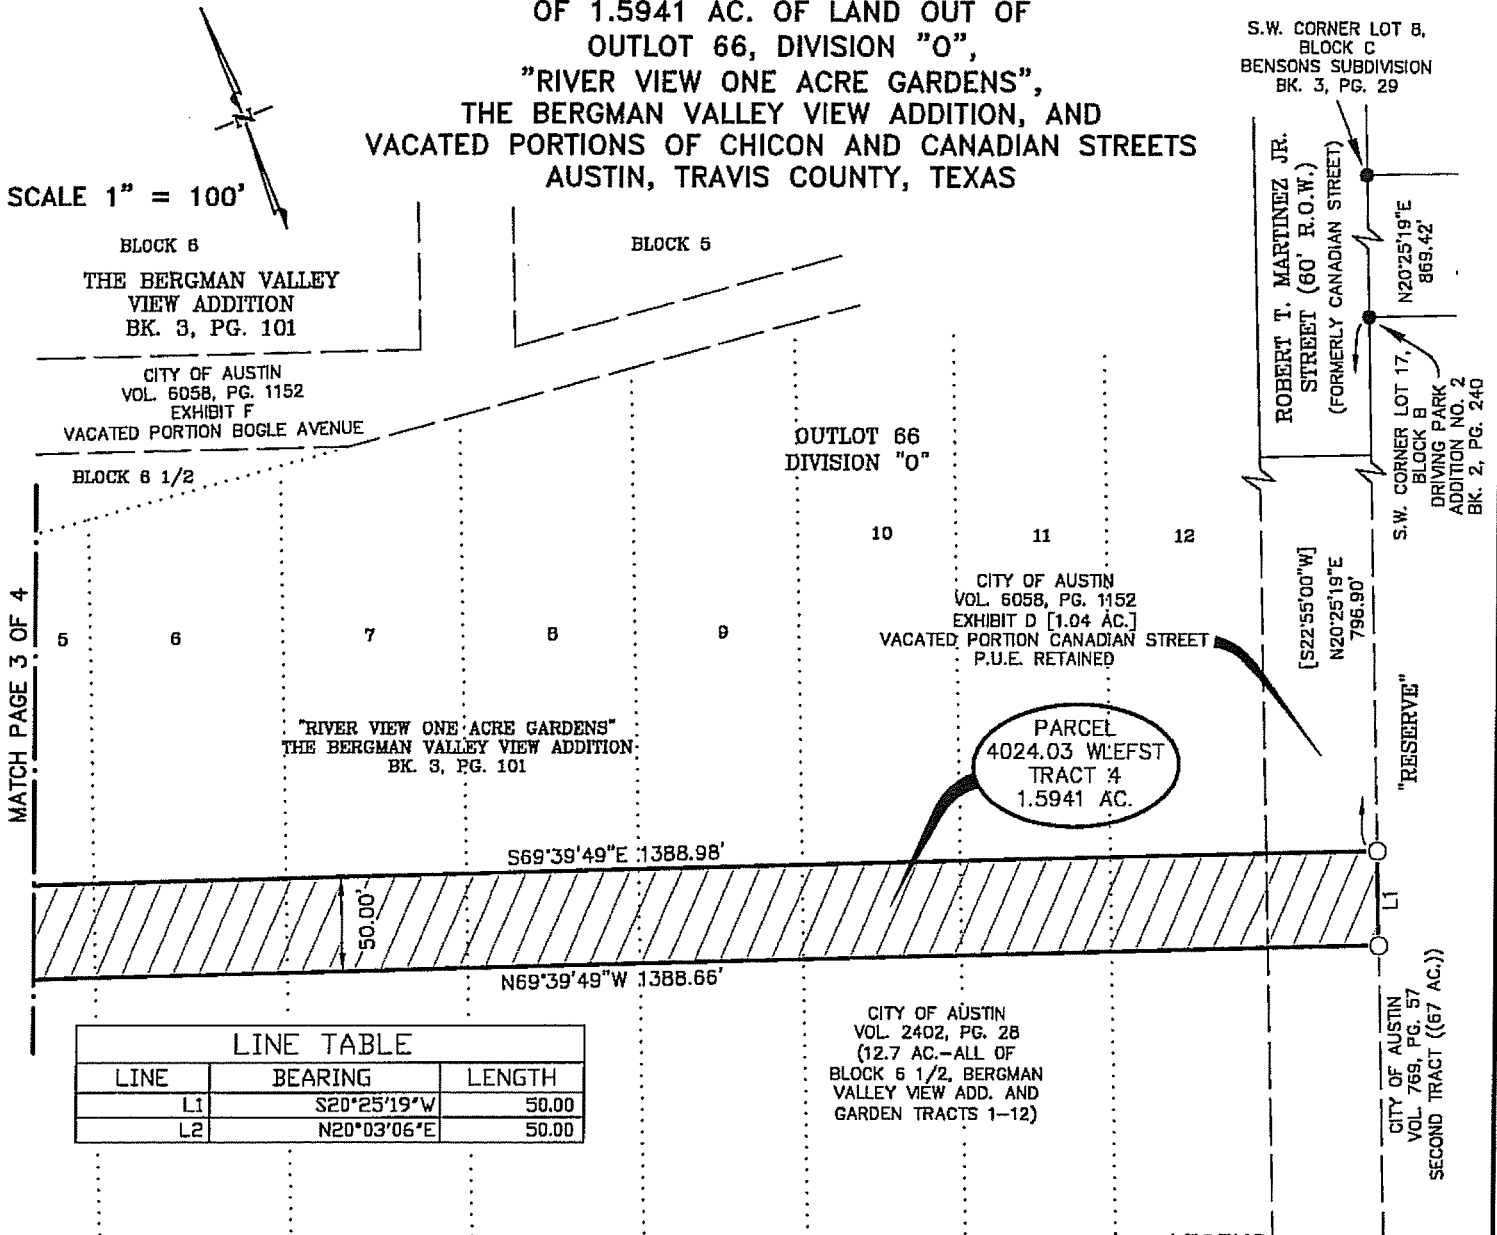 OF 1.5941 AC. OF LAND OUT OF
OUTLOT 66, DIVISION "O",
"RIVER VIEW ONE ACRE GARDENS",
THE BERGMAN VALLEY VIEW ADDITION, AND
VACATED PORTIONS OF CHICON AND CANADIAN STREETS
AUSTIN, TRAVIS COUNTY, TEXAS
N
SCALE 1" = 100'
S.W. CORNER LOT 8,
BLOCK C
BENSONS SUBDIVISION
BK. 3, PG. 29
BLOCK 6
THE BERGMAN VALLEY
VIEW ADDITION
BK. 3, PG. 101
BLOCK 5
ROBERT T. MARTINEZ JR.
STREET (60' R.O.W.)
(FORMERLY CANADIAN STREET)
N20°25'19"E
869.42'
CITY OF AUSTIN
VOL. 6058, PG. 1152
EXHIBIT F
VACATED PORTION BOGLE AVENUE
BLOCK 6 1/2
OUTLOT 66
DIVISION "O"
S.W. CORNER LOT 17,
BLOCK B
DRIVING PARK
ADDITION NO. 2
BK. 2, PG. 240
MATCH PAGE 3 OF 4
5
6
7
8
9
10
11
12
CITY OF AUSTIN
VOL. 6058, PG. 1152
EXHIBIT D [1.04 AC.]
VACATED PORTION CANADIAN STREET
P.U.E. RETAINED
[S22°55'00"W]
N20°25'19"E
796.90'
"RESERVE"
"RIVER VIEW ONE ACRE GARDENS"
THE BERGMAN VALLEY VIEW ADDITION
BK. 3, PG. 101
PARCEL
4024.03 WLEFST
TRACT 4
1.5941 AC.
S69°39'49"E 1388.98'
50.00'
L1
N69°39'49"W 1388.66'
CITY OF AUSTIN
VOL. 2402, PG. 28
(12.7 AC.-ALL OF
BLOCK 6 1/2, BERGMAN
VALLEY VIEW ADD. AND
GARDEN TRACTS 1-12)
CITY OF AUSTIN
VOL. 769, PG. 57
SECOND TRACT ((67 AC.))
LINE TABLE
LINE BEARING LENGTH
L1 S20°25'19"W 50.00
L2 N20°03'06"E 50.00